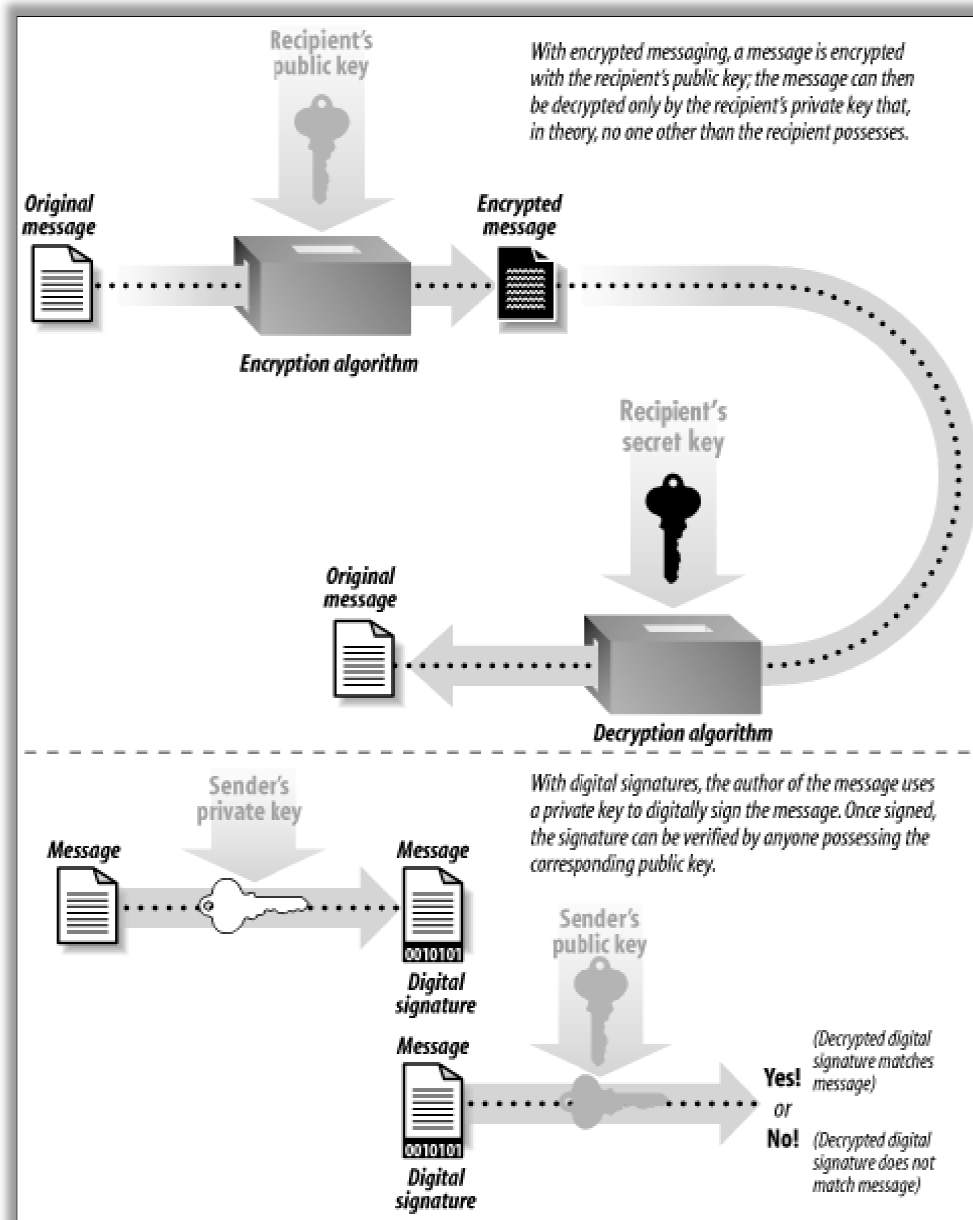 Recipient's
public key
With encrypted messaging, a message is encrypted
with the recipient's public key; the message can then
be decrypted only by the recipient's private key that,
in theory, no one other than the recipient possesses.
Original
message
Encrypted
message
Encryption algorithm
Recipient's
secret key
Original
message
Decryption algorithm
Sender's
private key
With digital signatures, the author of the message uses
a private key to digitally sign the message. Once signed,
the signature can be verified by anyone possessing the
corresponding public key.
Message
Message
0010101
Digital
signature
Sender's
public key
Message
0010101
Digital
signature
Yes!
(Decrypted digital
signature matches
message)
or
No!
(Decrypted digital
signature does not
match message)